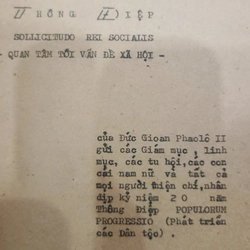 THÔNG ĐIỆP
SOLLICITUDO REI SOCIALIS
- QUAN TÂM TỚI VẤN ĐỀ XÃ HỘI -
của Đức Gioan Phaolô II
gửi các Giám mục, linh
mục, các tu hội, các con
cái nam nữ và tất cả
mọi người thiện chí, nhân
dịp kỷ niệm 20 năm
Thông Điệp POPULORUM
PROGRESSIO (Phát triển
các Dân tộc).